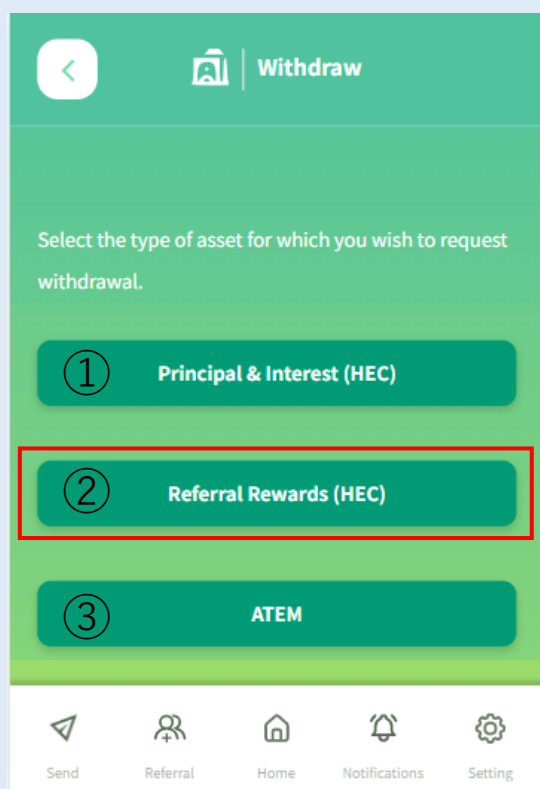 Withdraw
Select the type of asset for which you wish to request
withdrawal.
① Principal & Interest (HEC)
② Referral Rewards (HEC)
③ ATEM
Send Referral Home Notifications Setting